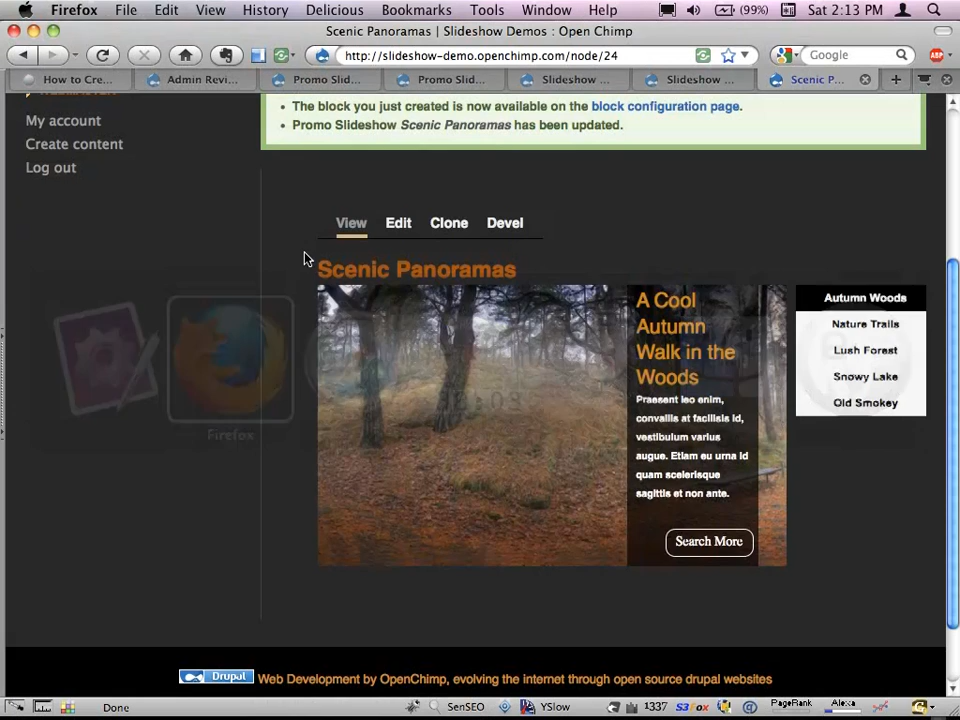 Firefox File Edit View History Delicious Bookmarks Tools Window Help (99%) Sat 2:13 PM
Scenic Panoramas | Slideshow Demos : Open Chimp
http://slideshow-demo.openchimp.com/node/24 Google ABP
How to Cre... Admin Revi... Promo Slid... Promo Slid... Slideshow ... Slideshow ... Scenic P...
The block you just created is now available on the block configuration page.
Promo Slideshow Scenic Panoramas has been updated.
My account
Create content
Log out
View Edit Clone Devel
Scenic Panoramas
A Cool
Autumn
Walk in the
Woods
Praesent leo enim,
convallis at facilisis id,
vestibulum varius
augue. Etiam eu urna id
quam scelerisque
sagittis et non ante.
Search More
Autumn Woods
Nature Trails
Lush Forest
Snowy Lake
Old Smokey
Firefox
Drupal Web Development by OpenChimp, evolving the internet through open source drupal websites
Done SenSEO YSlow 1337 S3Fox PageRank Alexa